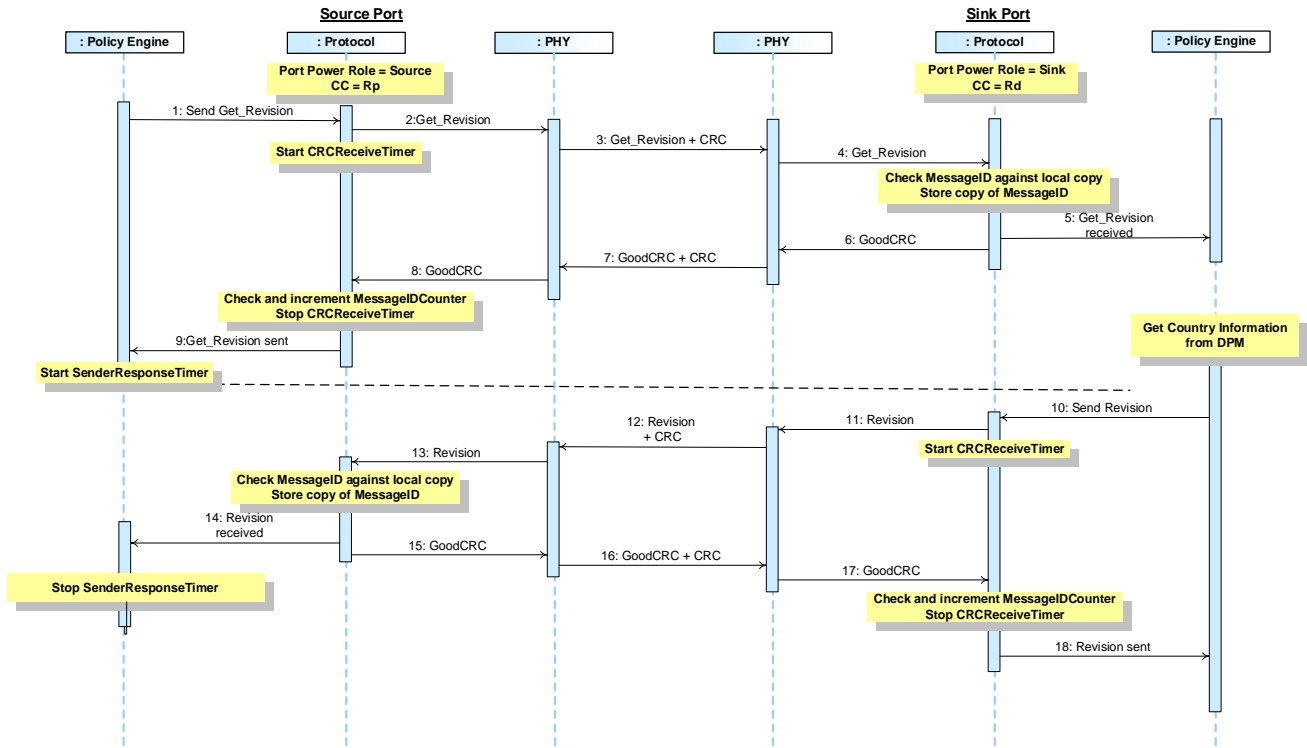 Source Port
Sink Port
: Policy Engine
: Protocol
: PHY
: PHY
: Protocol
: Policy Engine
Port Power Role = Source
CC = Rp
Port Power Role = Sink
CC = Rd
1: Send Get_Revision
2:Get_Revision
Start CRCReceiveTimer
3: Get_Revision + CRC
4: Get_Revision
Check MessageID against local copy
Store copy of MessageID
5: Get_Revision
received
6: GoodCRC
7: GoodCRC + CRC
8: GoodCRC
Check and increment MessageIDCounter
Stop CRCReceiveTimer
9:Get_Revision sent
Start SenderResponseTimer
Get Country Information
from DPM
10: Send Revision
11: Revision
Start CRCReceiveTimer
12: Revision
+ CRC
13: Revision
Check MessageID against local copy
Store copy of MessageID
14: Revision
received
15: GoodCRC
16: GoodCRC + CRC
17: GoodCRC
Stop SenderResponseTimer
Check and increment MessageIDCounter
Stop CRCReceiveTimer
18: Revision sent